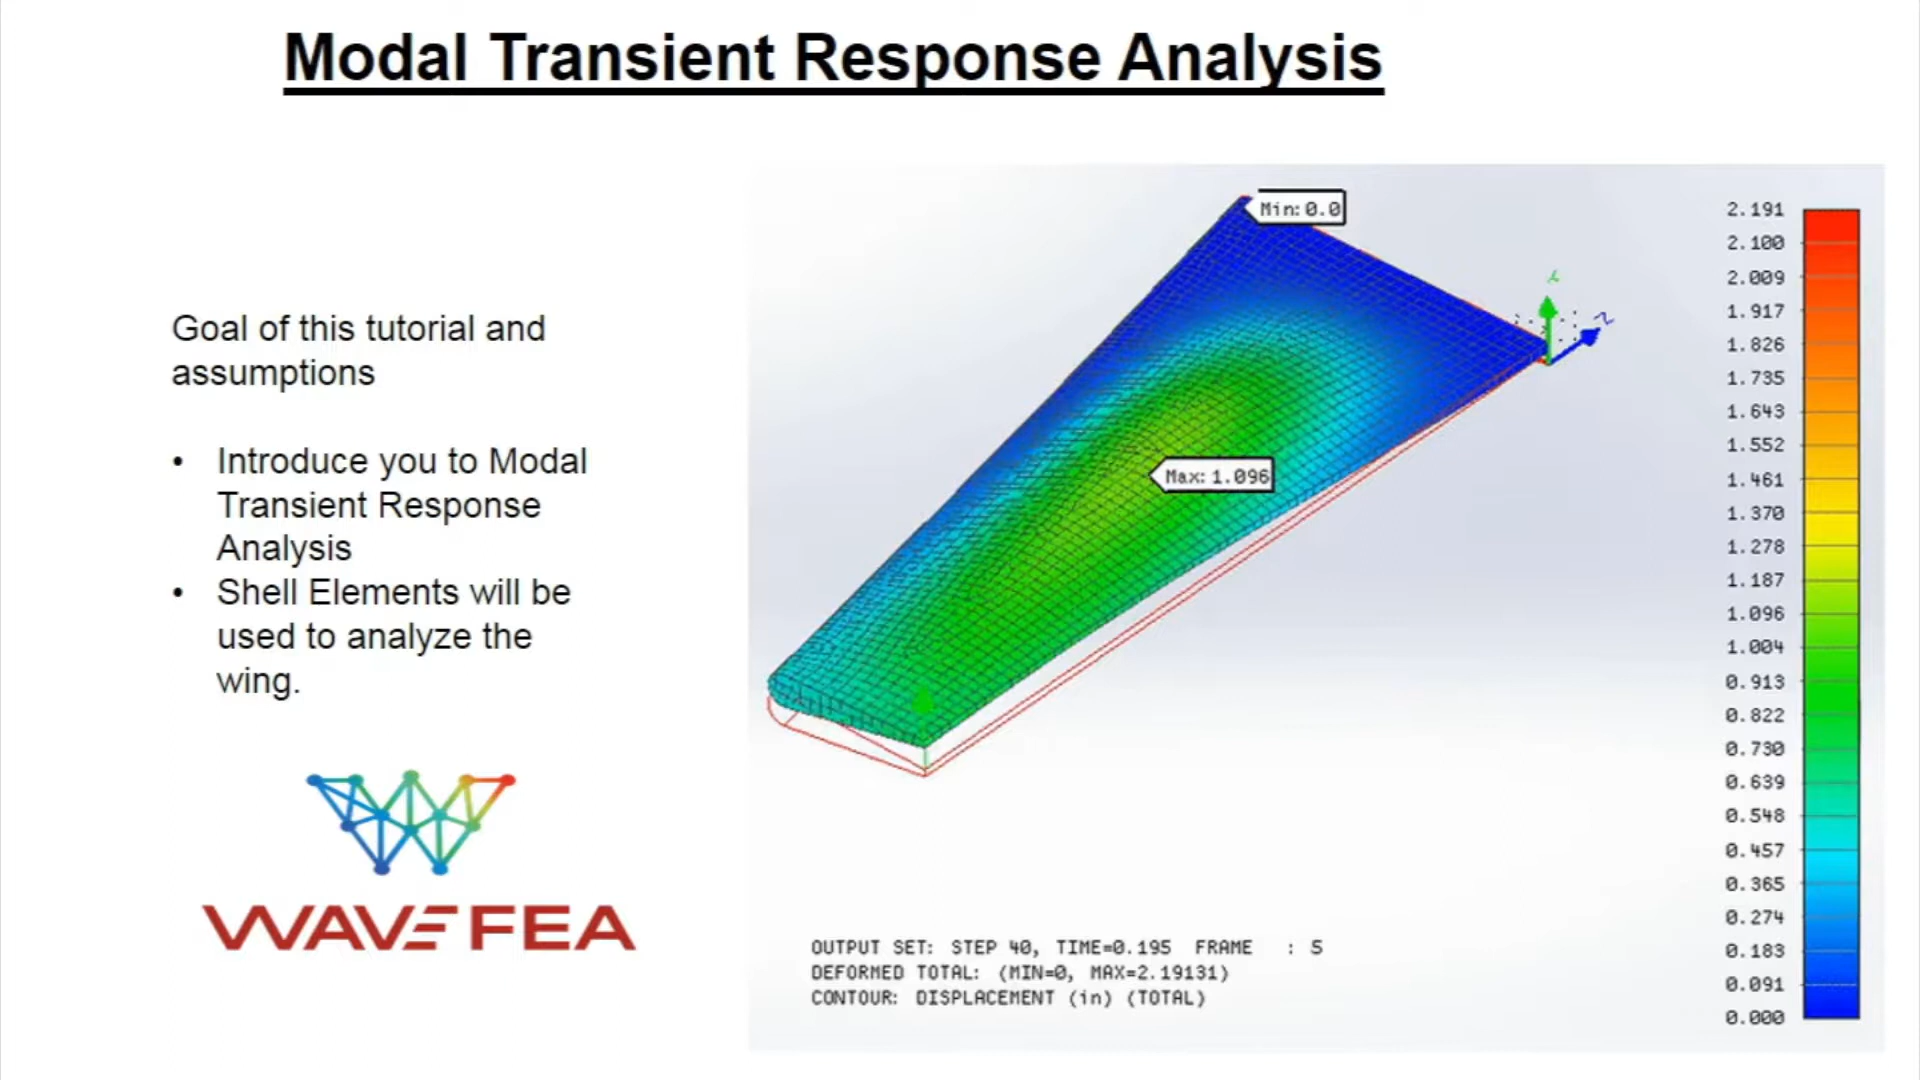 Modal Transient Response Analysis
Goal of this tutorial and
assumptions
• Introduce you to Modal
Transient Response
Analysis
• Shell Elements will be
used to analyze the
wing.
WAVEFEA
Min:0.0
Max:1.096
Y
Z
2.191
2.100
2.009
1.917
1.826
1.735
1.643
1.552
1.461
1.370
1.278
1.187
1.096
1.004
0.913
0.822
0.730
0.639
0.548
0.457
0.365
0.274
0.183
0.091
0.000
OUTPUT SET: STEP 40, TIME=0.195 FRAME : 5
DEFORMED TOTAL: (MIN=0, MAX=2.19131)
CONTOUR: DISPLACEMENT (in) (TOTAL)